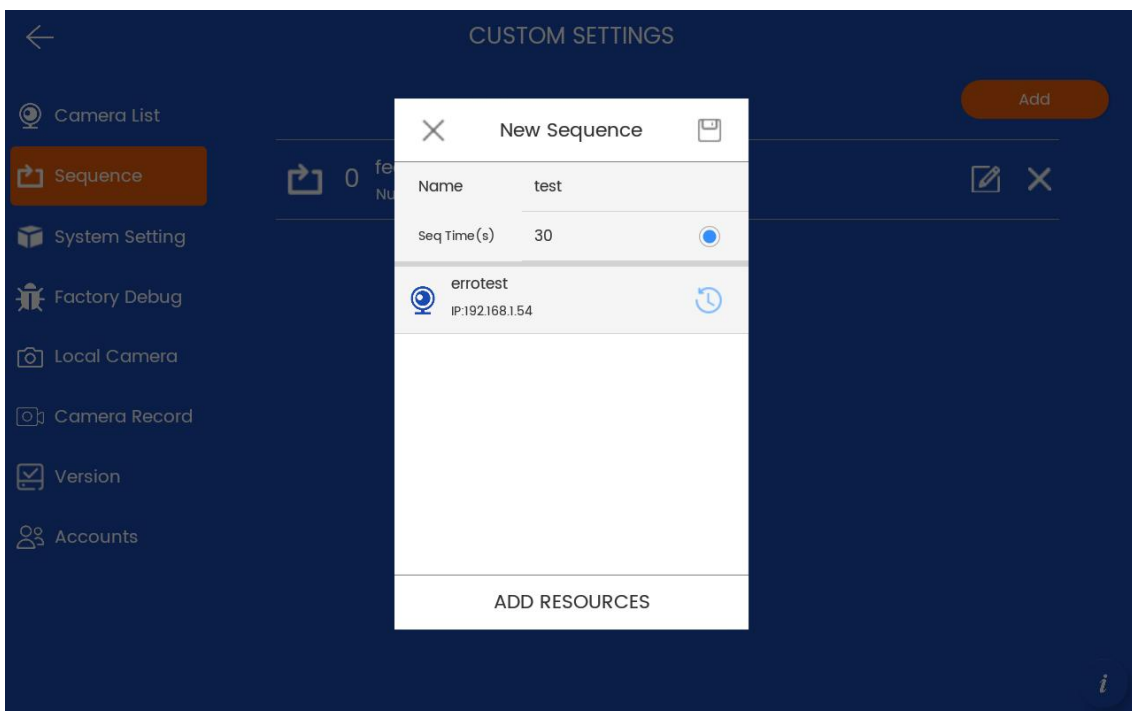 CUSTOM SETTINGS
Add
Camera List
Sequence
System Setting
Factory Debug
Local Camera
Camera Record
Version
Accounts
0
New Sequence
Name test
Seq Time(s) 30
errotest
IP:192.168.1.54
ADD RESOURCES
i